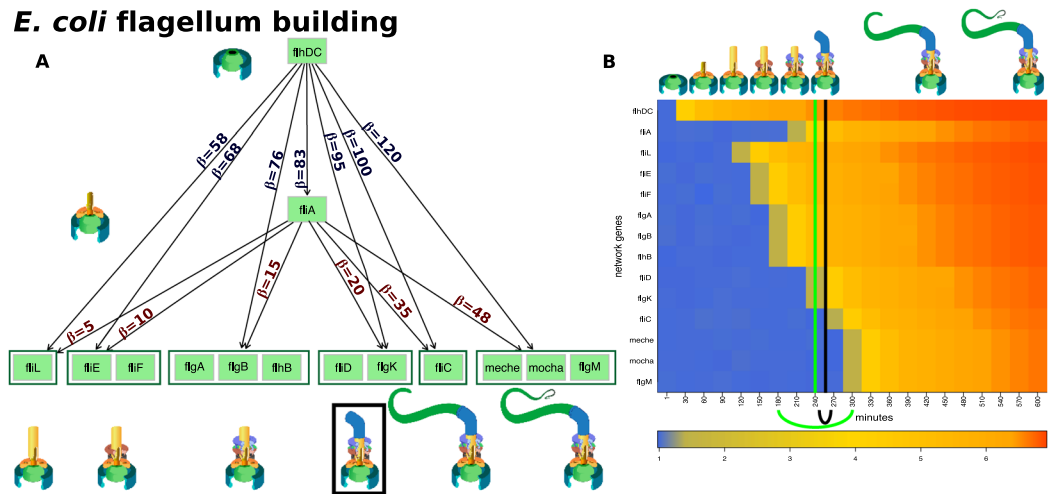 E. coli flagellum building
A
flhDC
β=58
β=68
β=76
β=83
β=95
β=100
β=120
fliA
β=5
β=10
β=15
β=20
β=35
β=48
fliL
fliE
fliF
flgA
flgB
flhB
fliD
flgK
fliC
meche
mocha
flgM
B
network genes
flhDC
fliA
fliL
fliE
fliF
flgA
flgB
flhB
fliD
flgK
fliC
meche
mocha
flgM
1 30 60 90 120 150 180 210 240 270 300 330 360 390 420 450 480 510 540 570 600
minutes
1 2 3 4 5 6